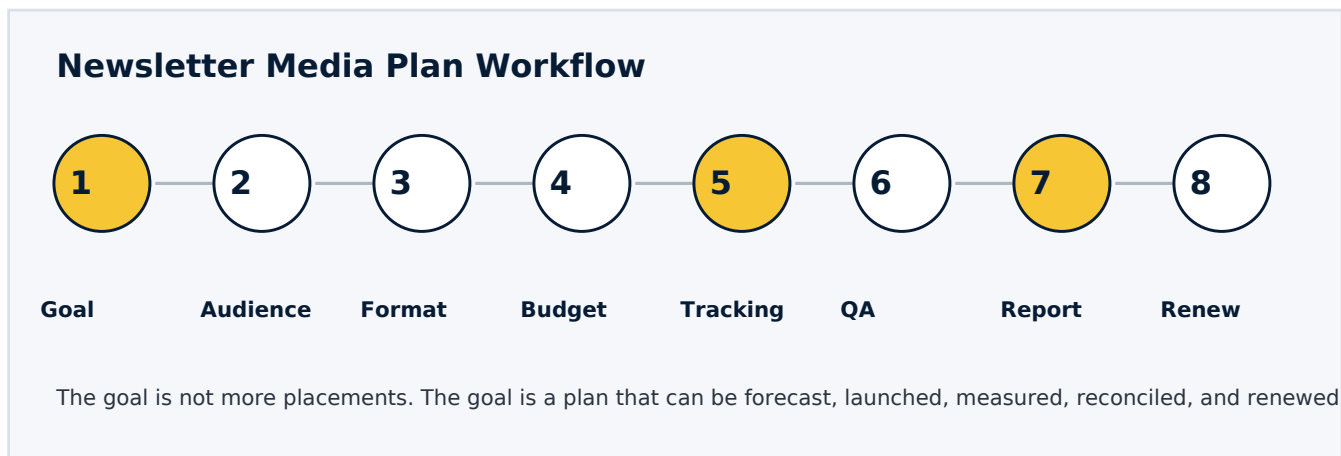 Newsletter Media Plan Workflow
1 2 3 4 5 6 7 8
Goal Audience Format Budget Tracking QA Report Renew
The goal is not more placements. The goal is a plan that can be forecast, launched, measured, reconciled, and renewed